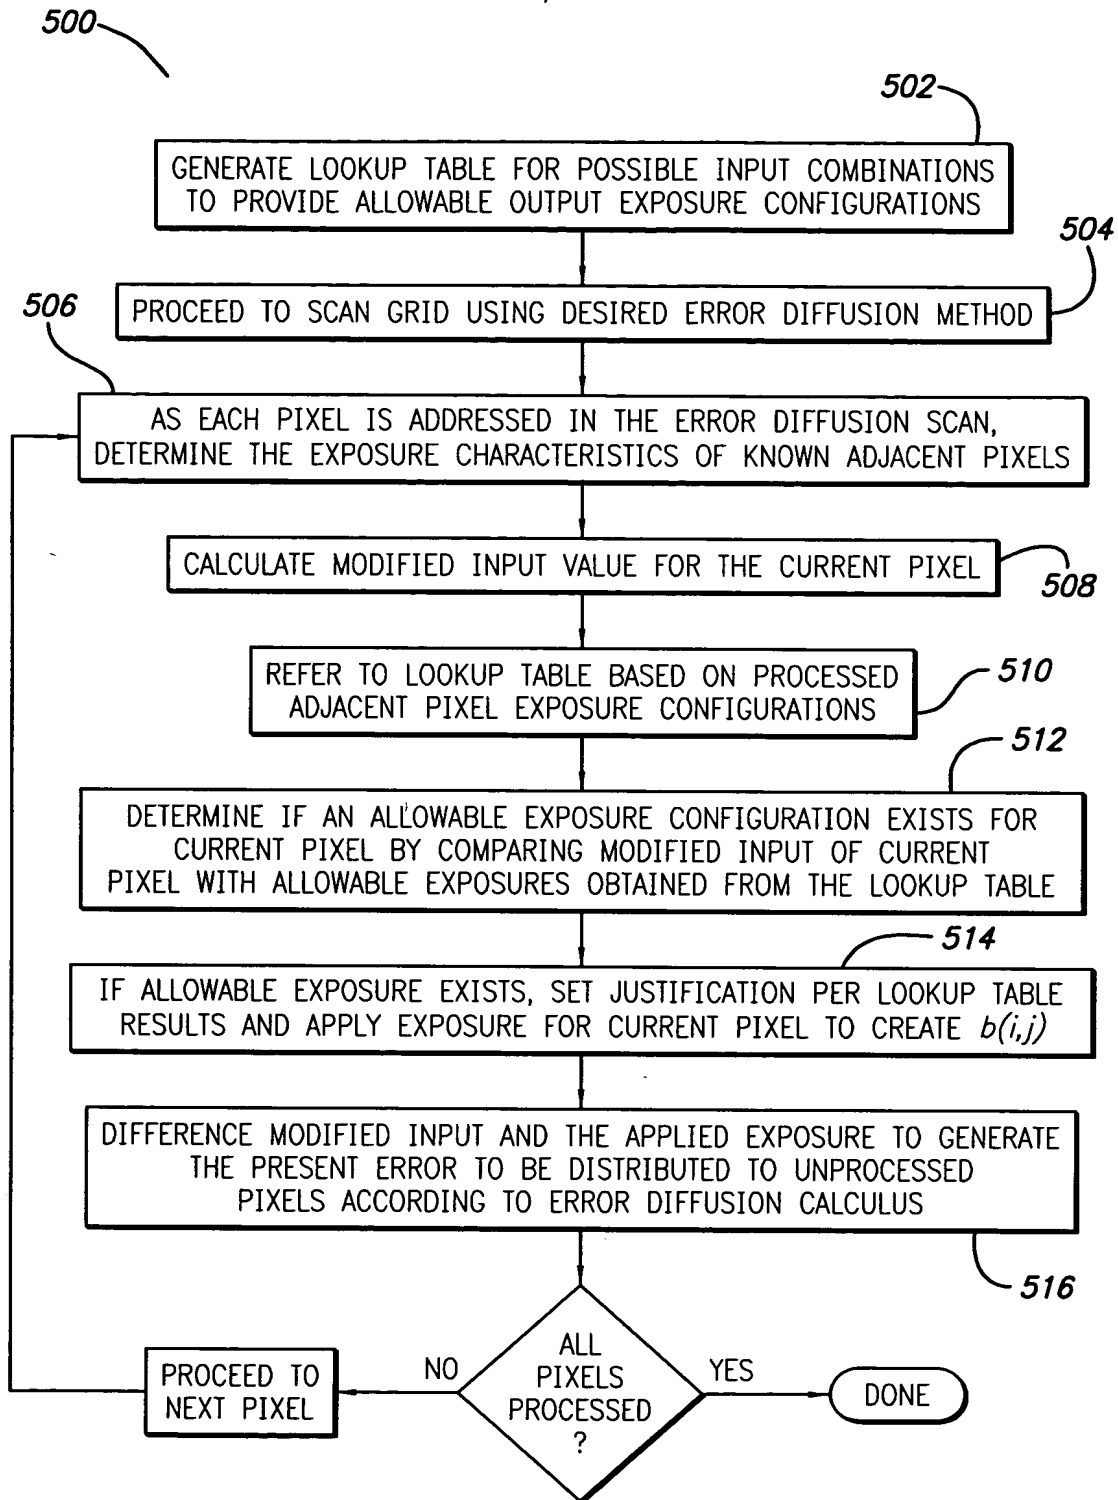 500
502
GENERATE LOOKUP TABLE FOR POSSIBLE INPUT COMBINATIONS
TO PROVIDE ALLOWABLE OUTPUT EXPOSURE CONFIGURATIONS
504
PROCEED TO SCAN GRID USING DESIRED ERROR DIFFUSION METHOD
506
AS EACH PIXEL IS ADDRESSED IN THE ERROR DIFFUSION SCAN,
DETERMINE THE EXPOSURE CHARACTERISTICS OF KNOWN ADJACENT PIXELS
CALCULATE MODIFIED INPUT VALUE FOR THE CURRENT PIXEL
508
REFER TO LOOKUP TABLE BASED ON PROCESSED
ADJACENT PIXEL EXPOSURE CONFIGURATIONS
510
512
DETERMINE IF AN ALLOWABLE EXPOSURE CONFIGURATION EXISTS FOR
CURRENT PIXEL BY COMPARING MODIFIED INPUT OF CURRENT
PIXEL WITH ALLOWABLE EXPOSURES OBTAINED FROM THE LOOKUP TABLE
514
IF ALLOWABLE EXPOSURE EXISTS, SET JUSTIFICATION PER LOOKUP TABLE
RESULTS AND APPLY EXPOSURE FOR CURRENT PIXEL TO CREATE b(i,j)
DIFFERENCE MODIFIED INPUT AND THE APPLIED EXPOSURE TO GENERATE
THE PRESENT ERROR TO BE DISTRIBUTED TO UNPROCESSED
PIXELS ACCORDING TO ERROR DIFFUSION CALCULUS
516
ALL
PIXELS
PROCESSED
?
NO
YES
PROCEED TO
NEXT PIXEL
DONE